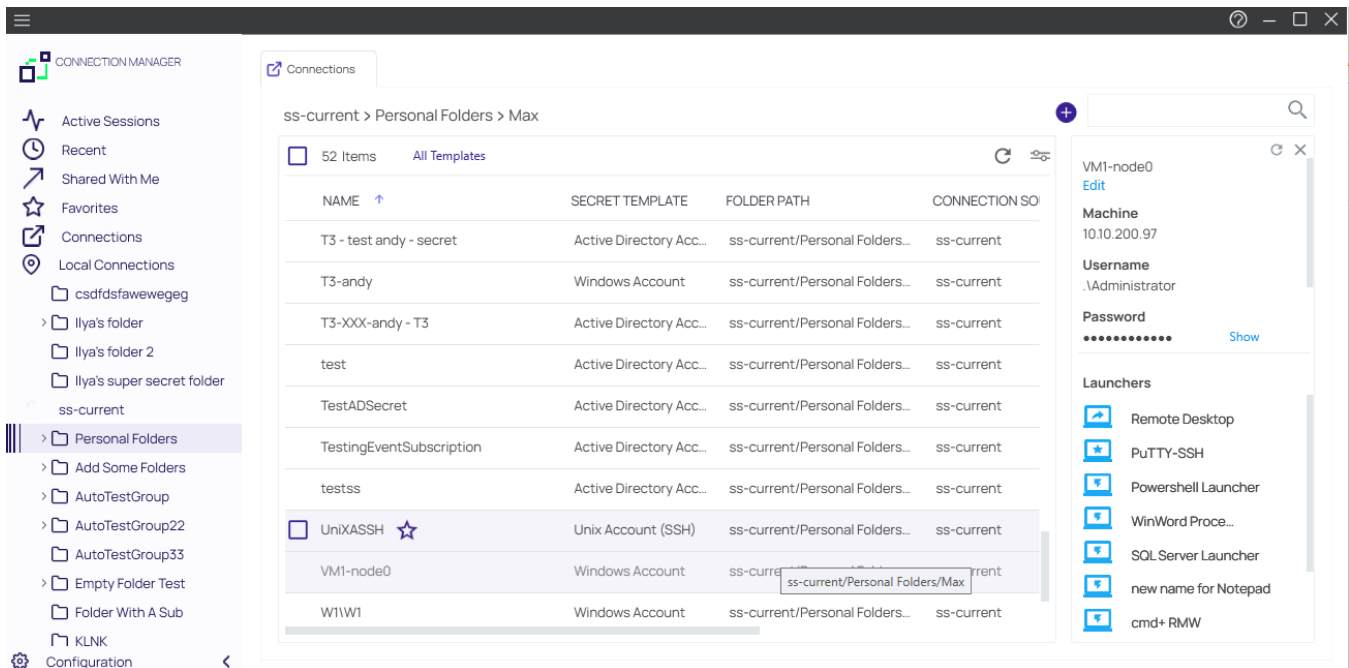 CONNECTION MANAGER
Active Sessions
Recent
Shared With Me
Favorites
Connections
Local Connections
csdfdsfawewegeg
Ilya's folder
Ilya's folder 2
Ilya's super secret folder
ss-current
Personal Folders
Add Some Folders
AutoTestGroup
AutoTestGroup22
AutoTestGroup33
Empty Folder Test
Folder With A Sub
KLNK
Configuration
Connections
ss-current > Personal Folders > Max
52 Items All Templates
NAME SECRET TEMPLATE FOLDER PATH CONNECTION SO
T3 - test andy - secret Active Directory Acc... ss-current/Personal Folders... ss-current
T3-andy Windows Account ss-current/Personal Folders... ss-current
T3-XXX-andy - T3 Active Directory Acc... ss-current/Personal Folders... ss-current
test Active Directory Acc... ss-current/Personal Folders... ss-current
TestADSecret Active Directory Acc... ss-current/Personal Folders... ss-current
TestingEventSubscription Active Directory Acc... ss-current/Personal Folders... ss-current
testss Active Directory Acc... ss-current/Personal Folders... ss-current
UniXASSH Unix Account (SSH) ss-current/Personal Folders... ss-current
VM1-node0 Windows Account
ss-current/Personal Folders/Max
W1\W1 Windows Account ss-current/Personal Folders... ss-current
VM1-node0
Edit
Machine
10.10.200.97
Username
.\Administrator
Password
●●●●●●●●●●●● Show
Launchers
Remote Desktop
PuTTY-SSH
Powershell Launcher
WinWord Proce...
SQL Server Launcher
new name for Notepad
cmd+ RMW